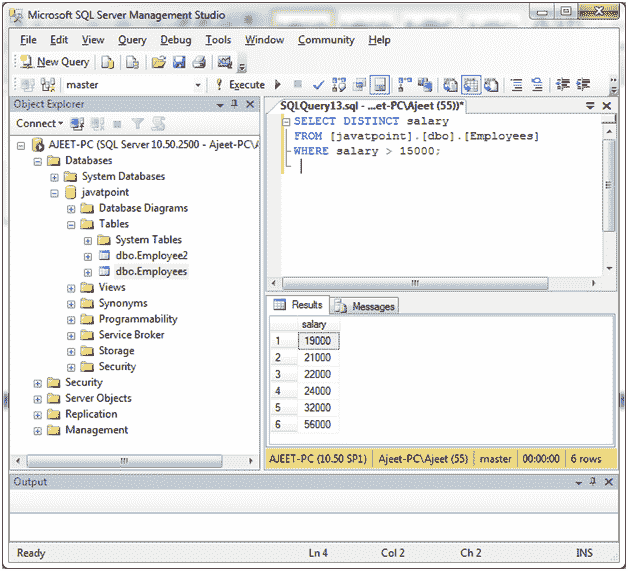 Microsoft SQL Server Management Studio
File Edit View Query Debug Tools Window Community Help
New Query
master
Execute
Object Explorer
Connect
AJEET-PC (SQL Server 10.50.2500 - Ajeet-PC\A
Databases
System Databases
javatpoint
Database Diagrams
Tables
System Tables
dbo.Employee2
dbo.Employees
Views
Synonyms
Programmability
Service Broker
Storage
Security
Security
Server Objects
Replication
Management
SQLQuery13.sql - ...et-PC\Ajeet (55))*
SELECT DISTINCT salary
FROM [javatpoint].[dbo].[Employees]
WHERE salary > 15000;
Results Messages
salary
1 19000
2 21000
3 22000
4 24000
5 32000
6 56000
AJEET-PC (10.50 SP1) Ajeet-PC\Ajeet (55) master 00:00:00 6 rows
Output
Ready Ln 4 Col 2 Ch 2 INS